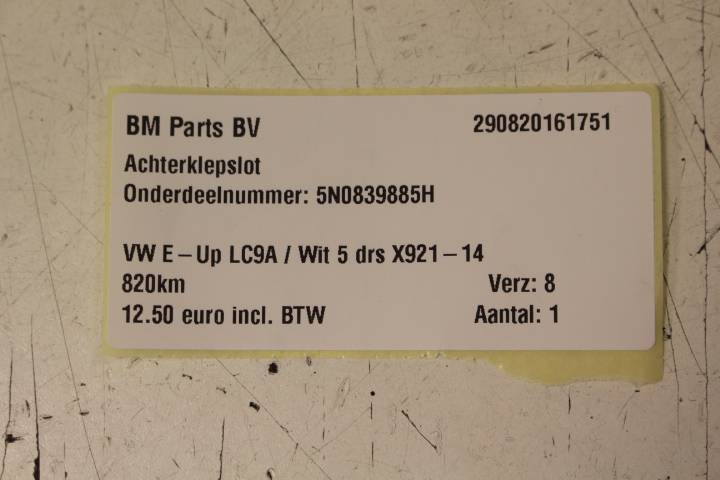 BM Parts BV 290820161751
Achterklepslot
Onderdeelnummer: 5N0839885H
VW E-Up LC9A / Wit 5 drs X921-14
820km Verz: 8
12.50 euro incl. BTW Aantal: 1